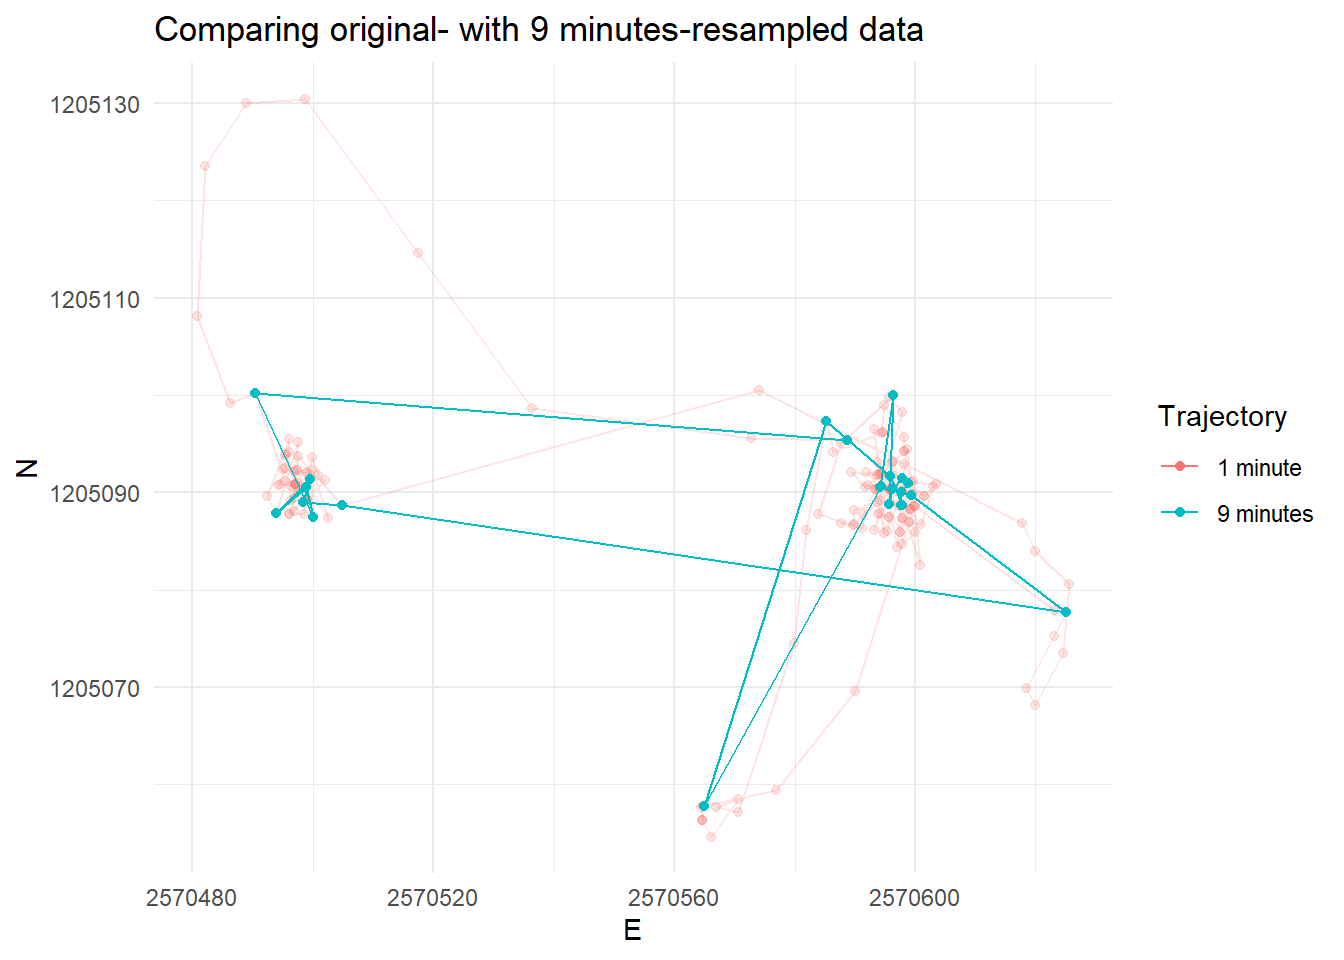 Comparing original- with 9 minutes-resampled data
1205130
1205110
1205090
1205070
N
2570480
2570520
2570560
2570600
E
Trajectory
1 minute
9 minutes